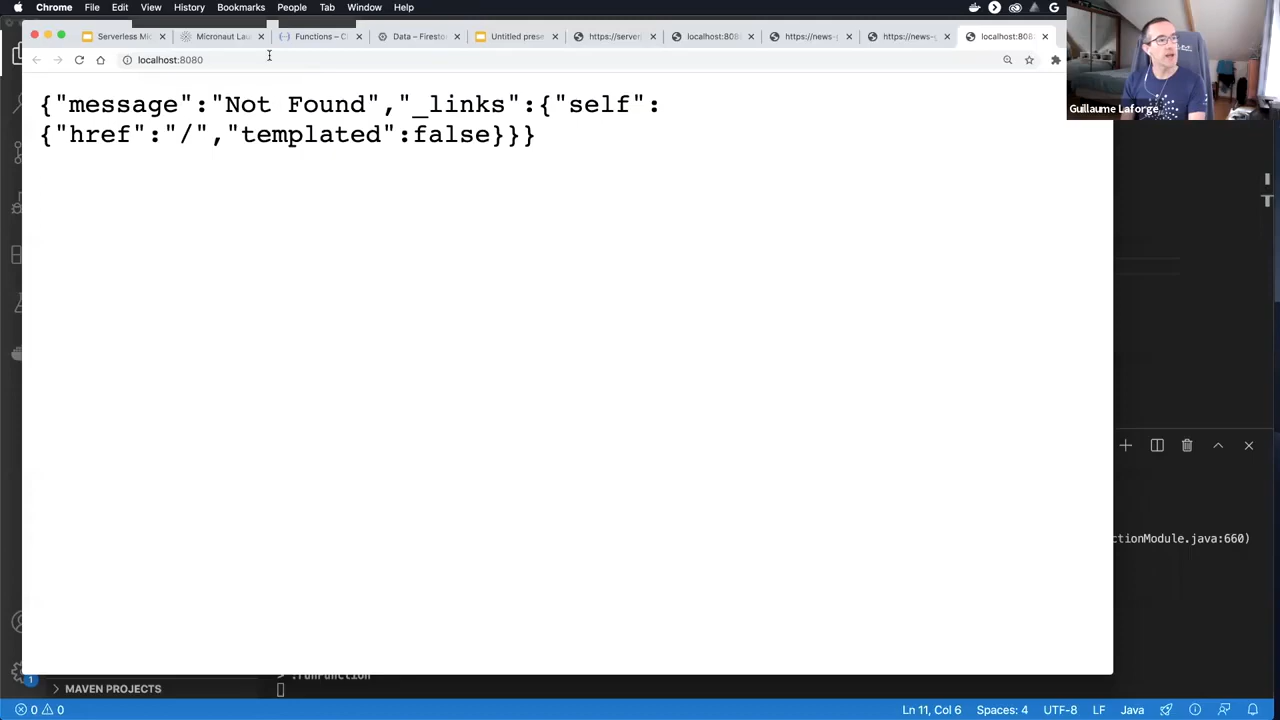 Chrome File Edit View History Bookmarks People Tab Window Help
Serverless Mic
Micronaut Lau
Functions – C
Data – Firesto
Untitled prese
https://server
localhost:808
https://news-
https://news-
localhost:808
localhost:8080
Guillaume Laforge
{"message":"Not Found","_links":{"self":
{"href":"/","templated":false}}}
ctionModule.java:660)
> :runFunction
1
MAVEN PROJECTS
0 0
Ln 11, Col 6 Spaces: 4 UTF-8 LF Java